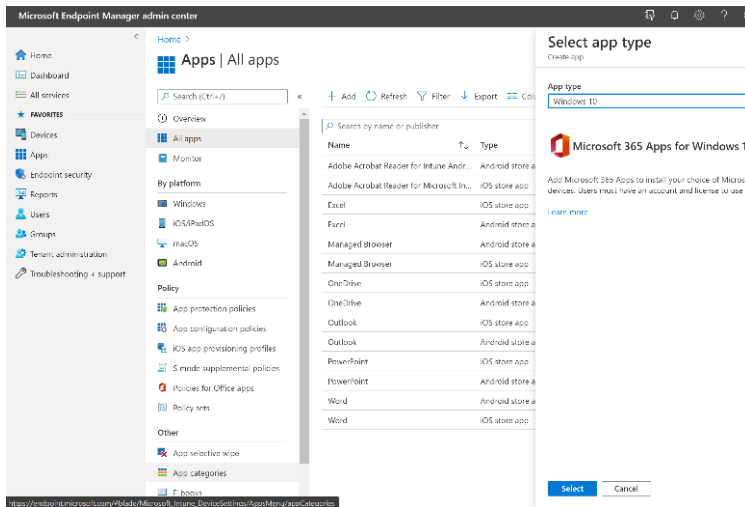 Microsoft Endpoint Manager admin center
Home
Dashboard
All services
FAVORITES
Devices
Apps
Endpoint security
Reports
Users
Groups
Tenant administration
Troubleshooting + support
Home >
Apps | All apps
Search (Ctrl+/)
Overview
All apps
Monitor
By platform
Windows
iOS/iPadOS
macOS
Android
Policy
App protection policies
App configuration policies
iOS app provisioning profiles
S mode supplemental policies
Policies for Office apps
Policy sets
Other
App selective wipe
App categories
E-books
+ Add Refresh Filter Export Colu
Search by name or publisher
Name ↑↓ Type
Adobe Acrobat Reader for Intune Andr... Android store a
Adobe Acrobat Reader for Microsoft In... iOS store app
Excel iOS store app
Excel Android store a
Managed Browser Android store a
Managed Browser iOS store app
OneDrive iOS store app
OneDrive Android store a
Outlook iOS store app
Outlook Android store a
PowerPoint iOS store app
PowerPoint Android store a
Word Android store a
Word iOS store app
Select app type
Create app
App type
Windows 10
Microsoft 365 Apps for Windows 1
Add Microsoft 365 Apps to install your choice of Micros
devices. Users must have an account and license to use
Learn more
Select Cancel
https://endpoint.microsoft.com/#blade/Microsoft_Intune_DeviceSettings/AppsMenu/appCategories